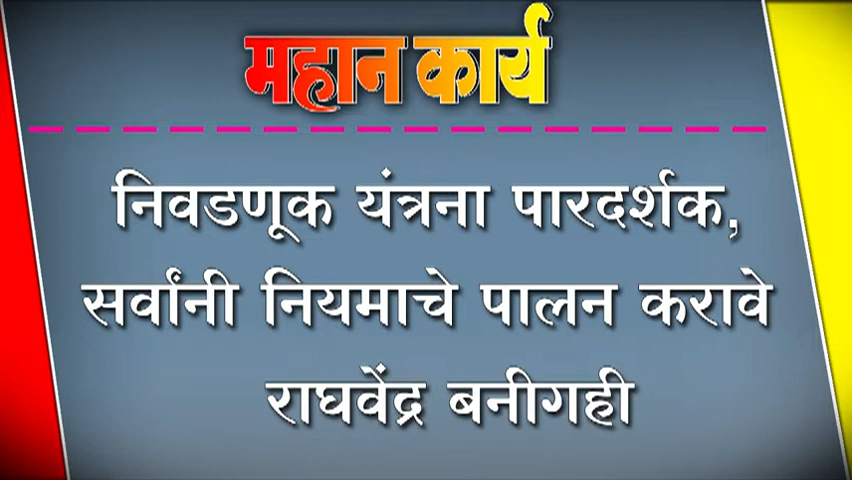 महान कार्य
निवडणूक यंत्रना पारदर्शक,
सर्वांनी नियमाचे पालन करावे
राघवेंद्र बनीगही